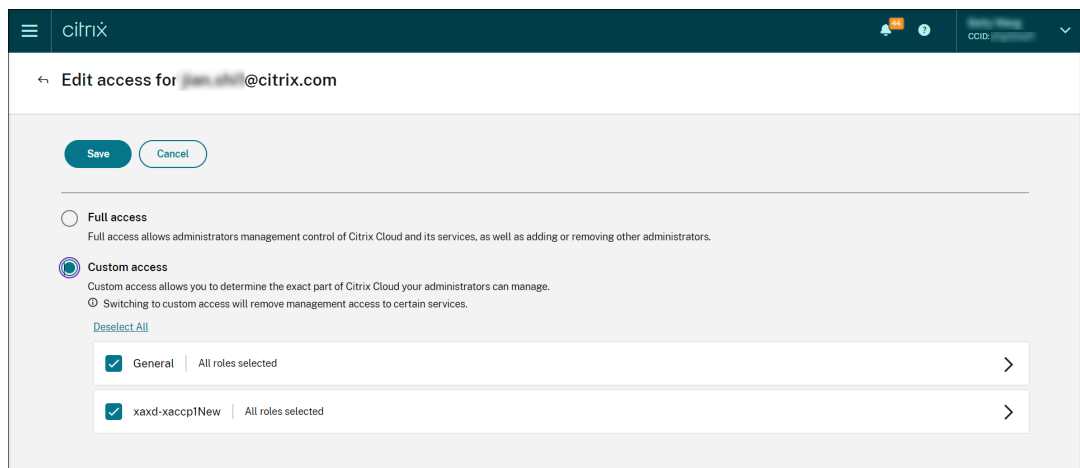 citrix
44
?
CCID:
Edit access for @citrix.com
Save
Cancel
Full access
Full access allows administrators management control of Citrix Cloud and its services, as well as adding or removing other administrators.
Custom access
Custom access allows you to determine the exact part of Citrix Cloud your administrators can manage.
Switching to custom access will remove management access to certain services.
Deselect All
General | All roles selected
xaxd-xaccp1New | All roles selected